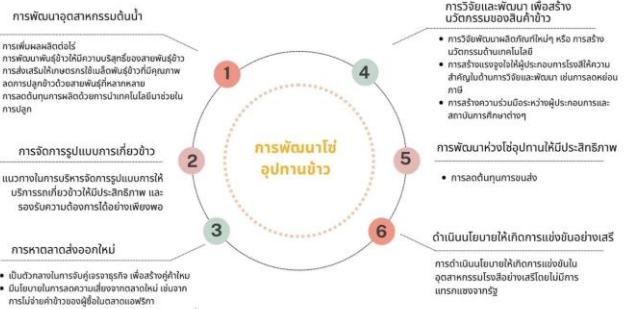 การพัฒนาอุตสาหกรรมต้นน้ำ
การเพิ่มผลผลิตต่อไร่
การพัฒนาพันธุ์ข้าวให้มีความบริสุทธิ์ของสายพันธุ์ข้าว
การส่งเสริมให้เกษตรกรใช้เมล็ดพันธุ์ข้าวที่มีคุณภาพ
ลดการปลูกข้าวด้วยสายพันธุ์ที่หลากหลาย
การลดต้นทุนการผลิตด้วยการนำเทคโนโลยีมาช่วยใน
การปลูก
1
การจัดการรูปแบบการเกี่ยวข้าว
แนวทางในการบริหารจัดการรูปแบบการให้
บริการรถเกี่ยวข้าวให้มีประสิทธิภาพ และ
รองรับความต้องการได้อย่างเพียงพอ
2
การหาตลาดส่งออกใหม่
• เป็นตัวกลางในการจับคู่เจรจาธุรกิจ เพื่อสร้างคู่ค้าใหม่
• มีนโยบายในการลดความเสี่ยงจากตลาดใหม่ เช่นจาก
การไม่จ่ายค่าข้าวของผู้ซื้อในตลาดแอฟริกา
3
การพัฒนาโซ่
อุปทานข้าว
การวิจัยและพัฒนา เพื่อสร้าง
นวัตกรรมของสินค้าข้าว
• การวิจัยพัฒนาผลิตภัณฑ์ใหม่ๆ หรือ การสร้าง
นวัตกรรมด้านเทคโนโลยี
• การสร้างแรงจูงใจให้ผู้ประกอบการโรงสีให้ความ
สำคัญในด้านการวิจัยและพัฒนา เช่นการลดหย่อน
ภาษี
• การสร้างความร่วมมือระหว่างผู้ประกอบการและ
สถาบันการศึกษาต่างๆ
4
การพัฒนาห่วงโซ่อุปทานให้มีประสิทธิภาพ
• การลดต้นทุนการขนส่ง
5
ดำเนินนโยบายให้เกิดการแข่งขันอย่างเสรี
การดำเนินนโยบายให้เกิดการแข่งขันใน
อุตสาหกรรมโรงสีอย่างเสรีโดยไม่มีการ
แทรกแซงจากรัฐ
6